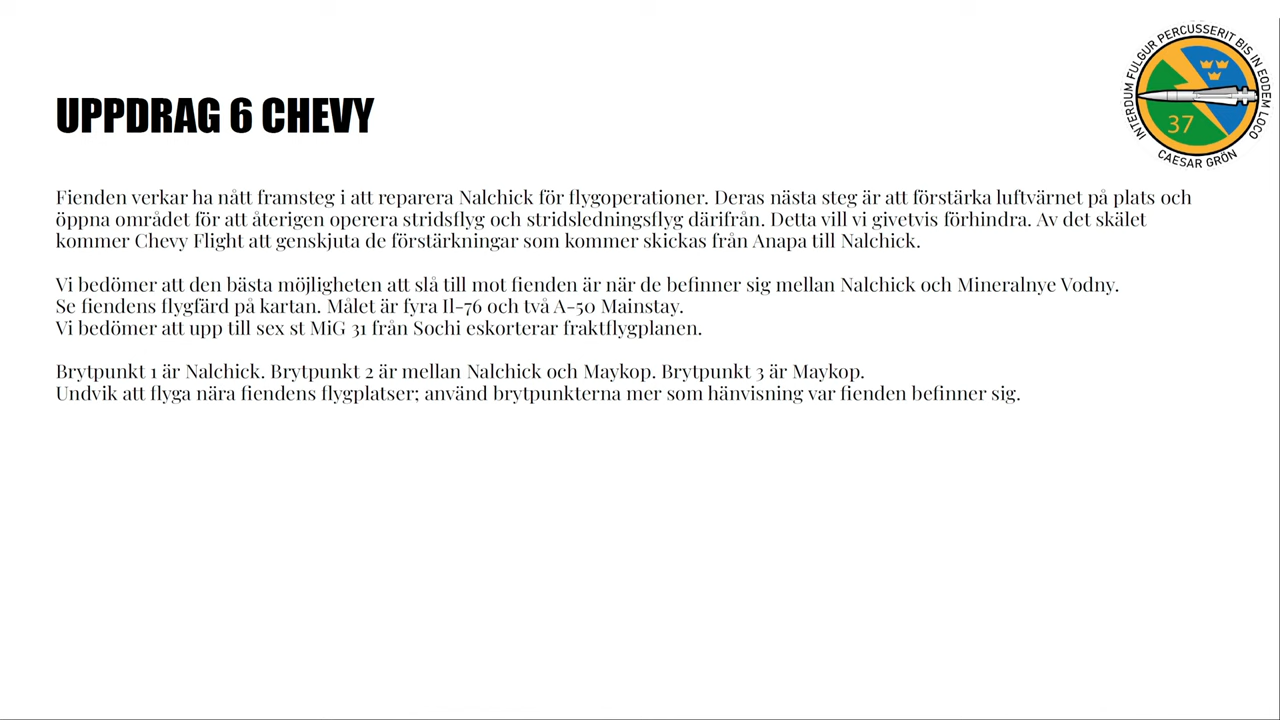 INTERDUM FULGUR PERCUSSERIT BIS IN EODEM LOCO
37
CAESAR GRÖN
UPPDRAG 6 CHEVY
Fienden verkar ha nått framsteg i att reparera Nalchick för flygoperationer. Deras nästa steg är att förstärka luftvärnet på plats och
öppna området för att återigen operera stridsflyg och stridsledningsflyg därifrån. Detta vill vi givetvis förhindra. Av det skälet
kommer Chevy Flight att genskjuta de förstärkningar som kommer skickas från Anapa till Nalchick.
Vi bedömer att den bästa möjligheten att slå till mot fienden är när de befinner sig mellan Nalchick och Mineralnye Vodny.
Se fiendens flygfärd på kartan. Målet är fyra Il-76 och två A-50 Mainstay.
Vi bedömer att upp till sex st MiG 31 från Sochi eskorterar fraktflygplanen.
Brytpunkt 1 är Nalchick. Brytpunkt 2 är mellan Nalchick och Maykop. Brytpunkt 3 är Maykop.
Undvik att flyga nära fiendens flygplatser; använd brytpunkterna mer som hänvisning var fienden befinner sig.